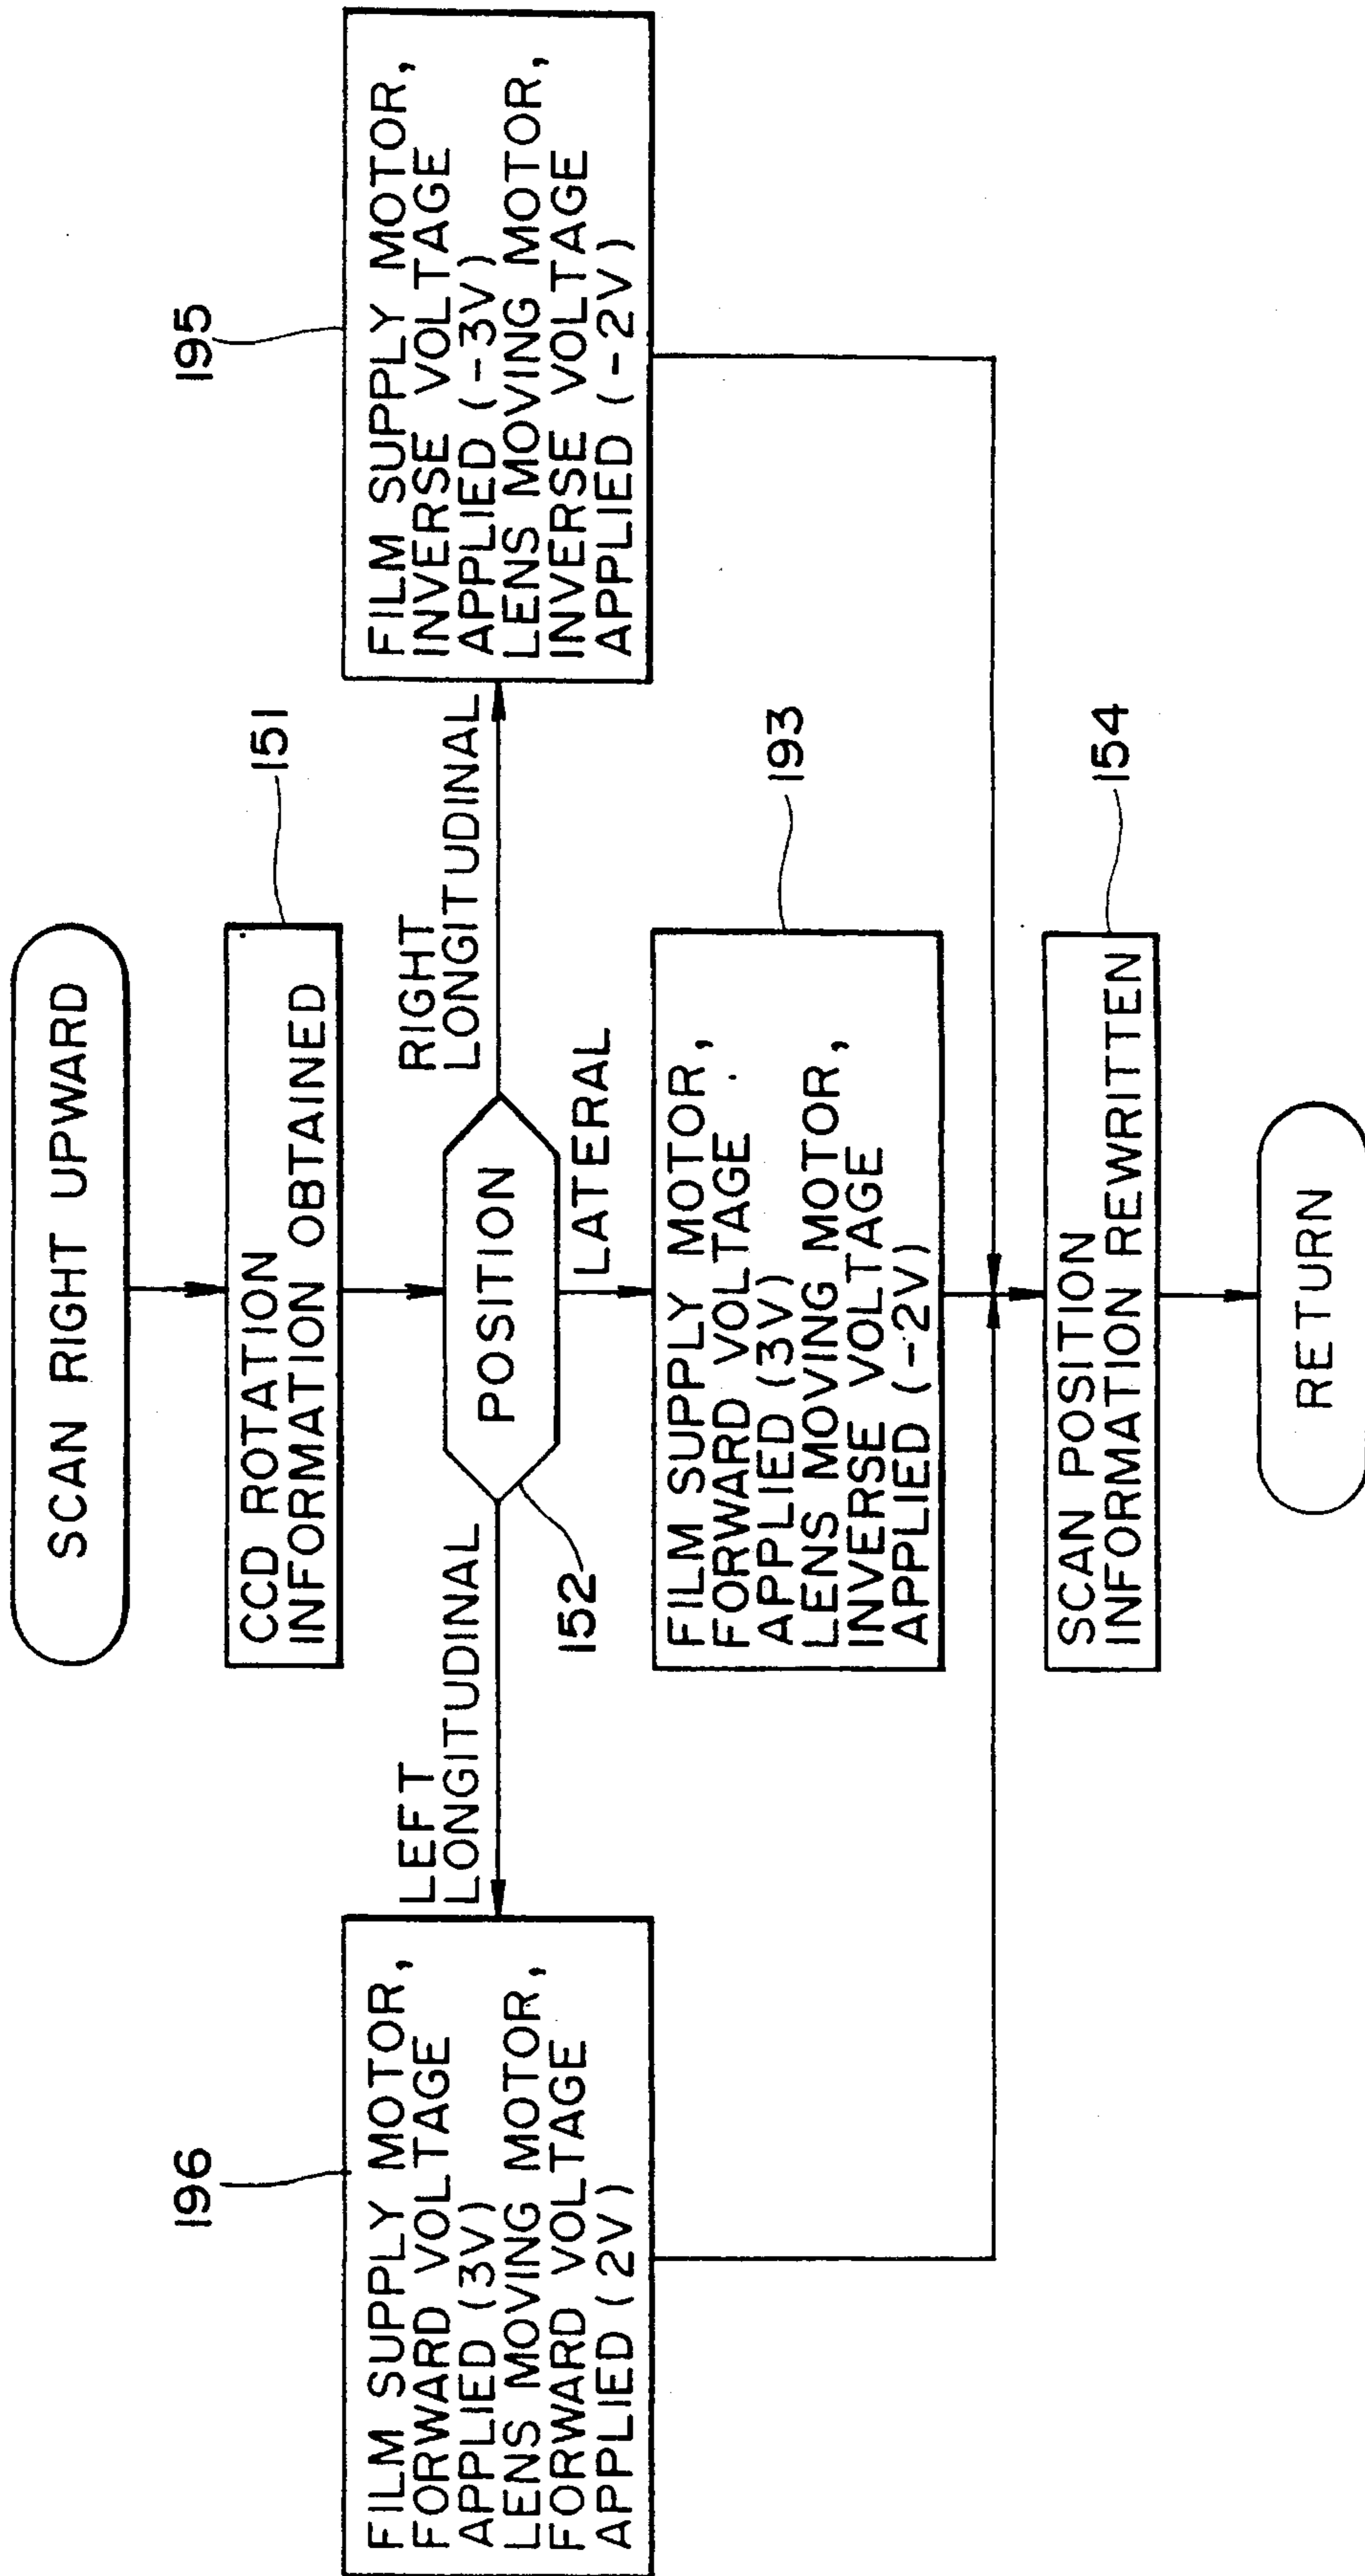 SCAN RIGHT UPWARD
151
CCD ROTATION
INFORMATION OBTAINED
152
POSITION
LEFT
LONGITUDINAL
RIGHT
LONGITUDINAL
LATERAL
196
FILM SUPPLY MOTOR,
FORWARD VOLTAGE
APPLIED (3V)
LENS MOVING MOTOR,
FORWARD VOLTAGE
APPLIED (2V)
193
FILM SUPPLY MOTOR,
FORWARD VOLTAGE
APPLIED (3V)
LENS MOVING MOTOR,
INVERSE VOLTAGE
APPLIED (-2V)
195
FILM SUPPLY MOTOR,
INVERSE VOLTAGE
APPLIED (-3V)
LENS MOVING MOTOR,
INVERSE VOLTAGE
APPLIED (-2V)
154
SCAN POSITION
INFORMATION REWRITTEN
RETURN